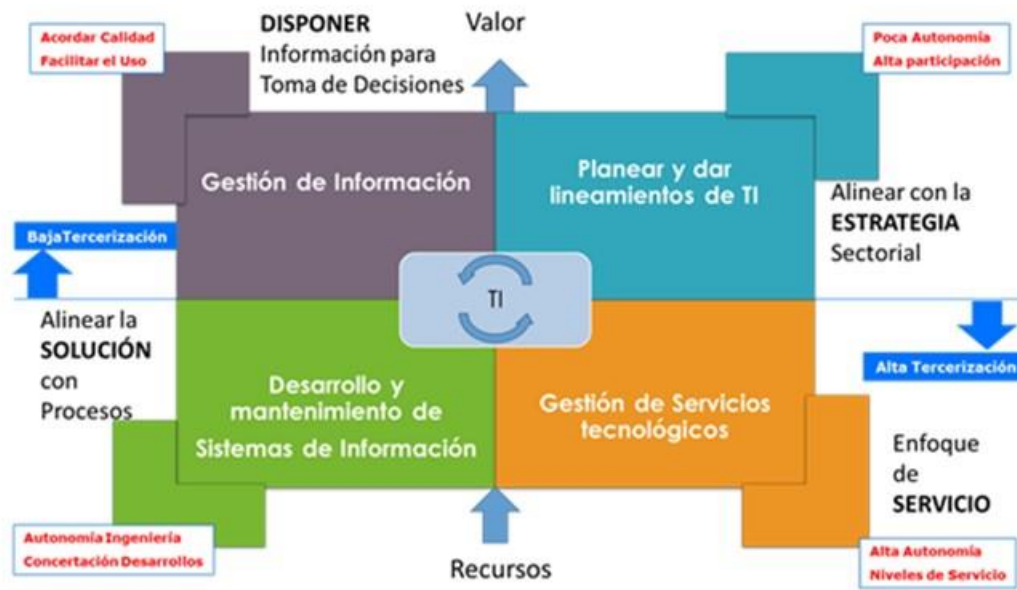 Acordar Calidad
Facilitar el Uso
DISPONER
Información para
Toma de Decisiones
Valor
Poca Autonomía
Alta participación
Gestión de Información
Planear y dar
lineamientos de TI
Alinear con la
ESTRATEGIA
Sectorial
BajaTercerización
TI
Alinear la
SOLUCIÓN
con
Procesos
Alta Tercerización
Desarrollo y
mantenimiento de
Sistemas de Información
Gestión de Servicios
tecnológicos
Enfoque
de
SERVICIO
Autonomía Ingeniería
Concertación Desarrollos
Recursos
Alta Autonomía
Niveles de Servicio